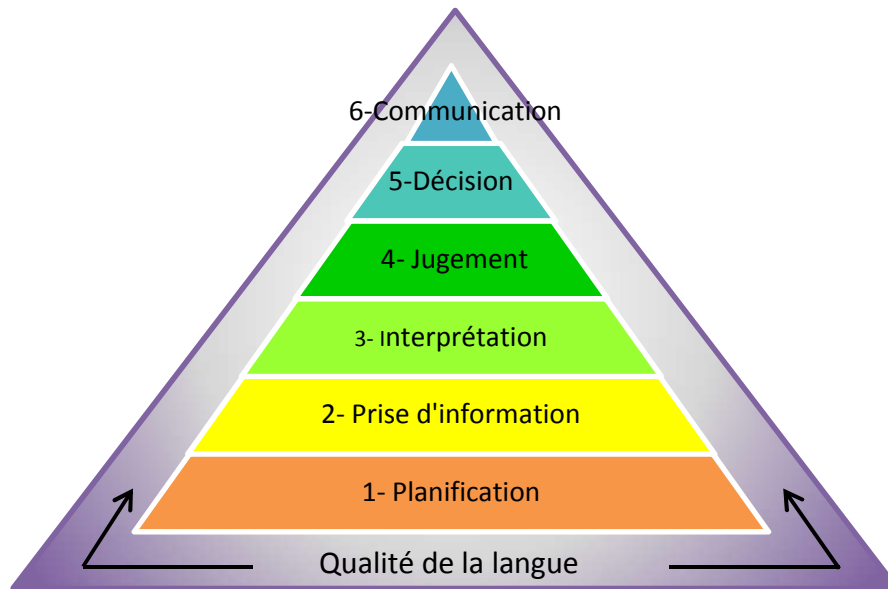 6-Communication
5-Décision
4- Jugement
3- Interprétation
2- Prise d'information
1- Planification
Qualité de la langue